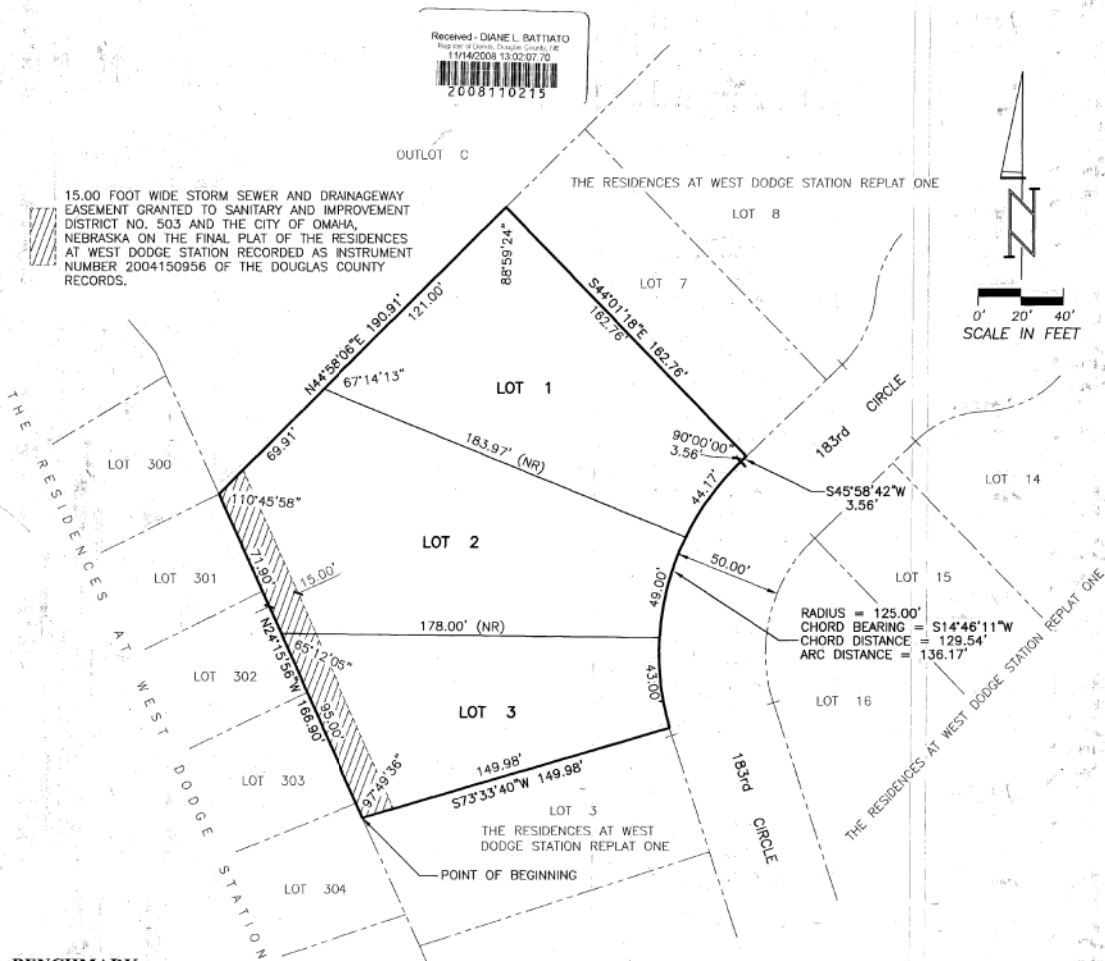 Received - DIANE L. BATTIATO
Register of Deeds, Douglas County, NE
11/14/2008 13:02:07.70
2008110215
OUTLOT C
15.00 FOOT WIDE STORM SEWER AND DRAINAGEWAY
EASEMENT GRANTED TO SANITARY AND IMPROVEMENT
DISTRICT NO. 503 AND THE CITY OF OMAHA,
NEBRASKA ON THE FINAL PLAT OF THE RESIDENCES
AT WEST DODGE STATION RECORDED AS INSTRUMENT
NUMBER 2004150956 OF THE DOUGLAS COUNTY
RECORDS.
THE RESIDENCES AT WEST DODGE STATION REPLAT ONE
LOT 8
LOT 7
0' 20' 40'
SCALE IN FEET
88°59'24"
S44°01'18"E 162.76'
162.76'
N44°58'06"E 190.91'
121.00'
67°14'13"
LOT 1
69.91'
183.97' (NR)
90°00'00"
3.56'
44.17'
183rd CIRCLE
S45°58'42"W
3.56'
LOT 14
LOT 300
110°45'58"
LOT 2
LOT 301
71.90'
15.00'
49.00'
50.00'
LOT 15
RADIUS = 125.00'
CHORD BEARING = S14°46'11"W
CHORD DISTANCE = 129.54'
ARC DISTANCE = 136.17'
178.00' (NR)
N24°15'56"W 166.90'
65°12'05"
LOT 302
95.00'
43.00'
LOT 3
LOT 16
LOT 303
97°49'36"
149.98'
S73°33'40"W 149.98'
LOT 3
THE RESIDENCES AT WEST
DODGE STATION REPLAT ONE
183rd CIRCLE
THE RESIDENCES AT WEST DODGE STATION REPLAT ONE
POINT OF BEGINNING
LOT 304
THE RESIDENCES AT WEST DODGE STATION
BENCHMARK